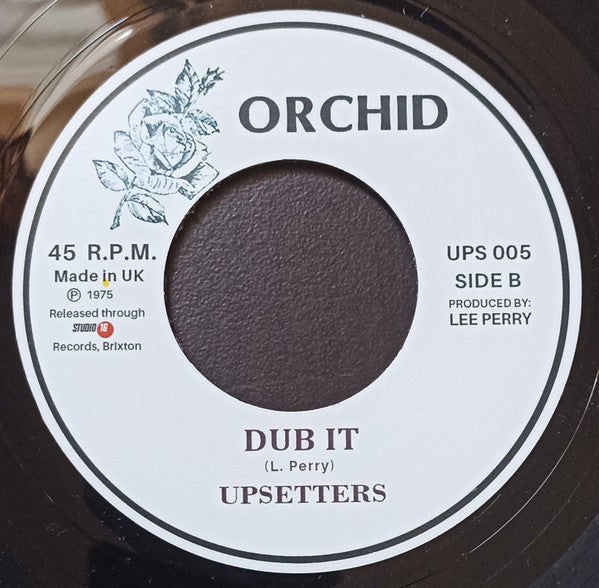 ORCHID
45 R.P.M.
Made in UK
℗ 1975
Released through
STUDIO 16
Records, Brixton
UPS 005
SIDE B
PRODUCED BY:
LEE PERRY
DUB IT
(L. Perry)
UPSETTERS